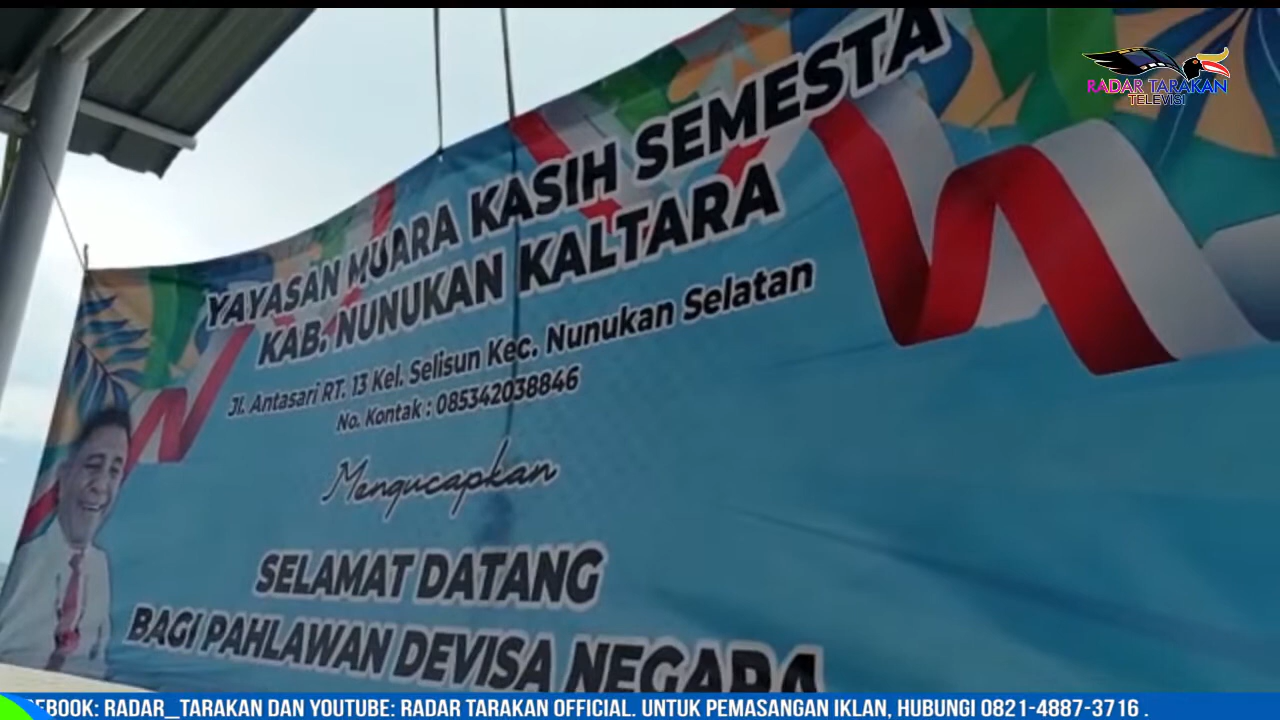 RADAR TARAKAN
TELEVISI
YAYASAN MUARA KASIH SEMESTA
KAB. NUNUKAN KALTARA
Jl. Antasari RT. 13 Kel. Selisun Kec. Nunukan Selatan
No. Kontak : 085342038846
Mengucapkan
SELAMAT DATANG
BAGI PAHLAWAN DEVISA NEGARA
EBOOK: RADAR_TARAKAN DAN YOUTUBE: RADAR TARAKAN OFFICIAL. UNTUK PEMASANGAN IKLAN, HUBUNGI 0821-4887-3716 .